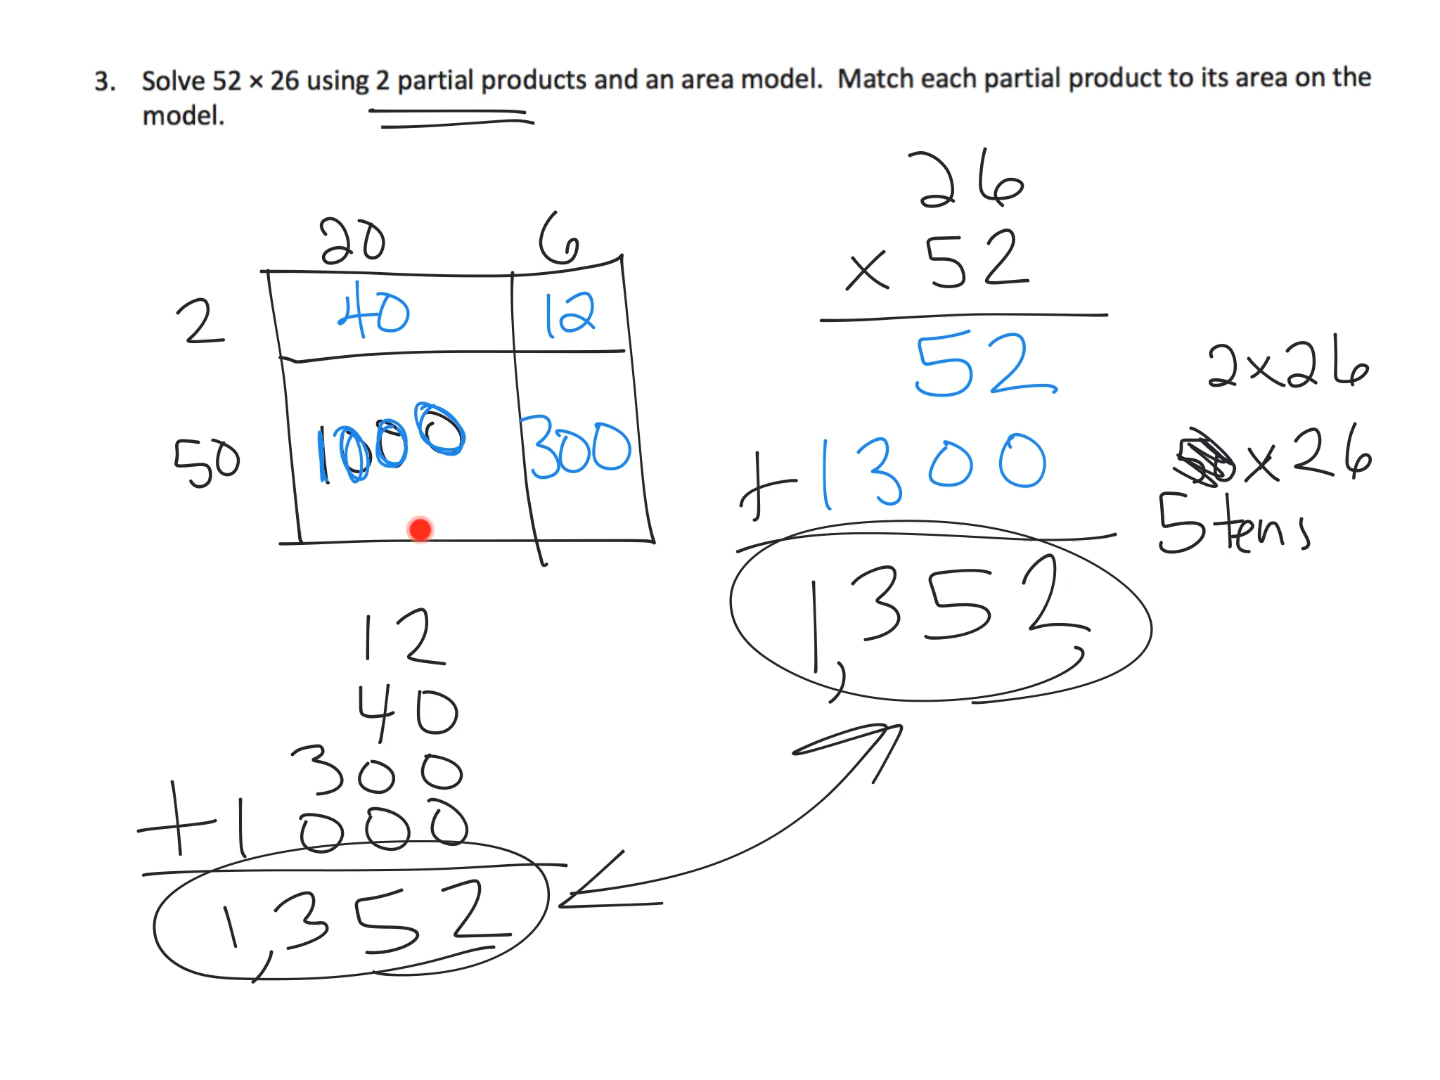 3. Solve 52 × 26 using 2 partial products and an area model. Match each partial product to its area on the
model.
20 6
2 40 12
50 1000 300
12
40
300
+1000
1,352
26
x 52
52
+1300
1,352
2x26
x26
5 tens